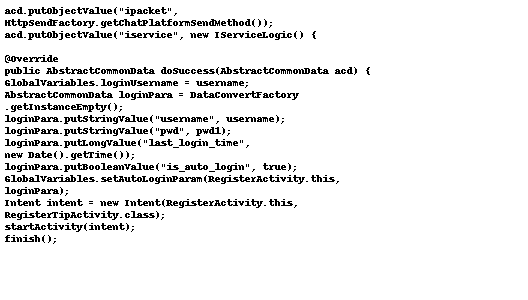 acd.putObjectValue("ipacket",
HttpSendFactory.getChatPlatformSendMethod());
acd.putObjectValue("iservice", new IServiceLogic() {

@Override
public AbstractCommonData doSuccess(AbstractCommonData acd) {
GlobalVariables.loginUsername = username;
AbstractCommonData loginPara = DataConvertFactory
.getInstanceEmpty();
loginPara.putStringValue("username", username);
loginPara.putStringValue("pwd", pwd1);
loginPara.putLongValue("last_login_time",
new Date().getTime());
loginPara.putBooleanValue("is_auto_login", true);
GlobalVariables.setAutoLoginParam(RegisterActivity.this,
loginPara);
Intent intent = new Intent(RegisterActivity.this,
RegisterTipActivity.class);
startActivity(intent);
finish();